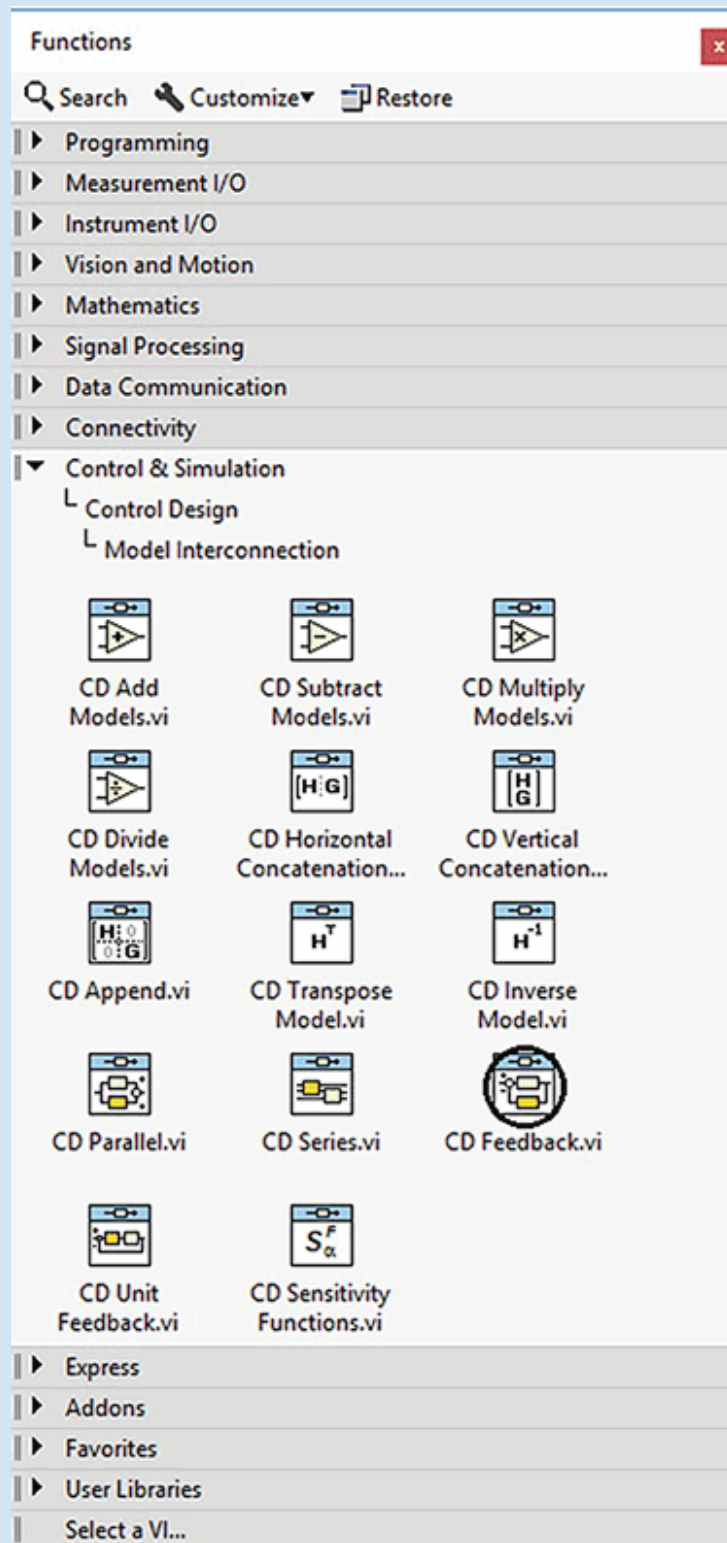 Functions
x
Search Customize▾ Restore
Programming
Measurement I/O
Instrument I/O
Vision and Motion
Mathematics
Signal Processing
Data Communication
Connectivity
Control & Simulation
Control Design
Model Interconnection
CD Add
Models.vi
CD Subtract
Models.vi
CD Multiply
Models.vi
H G
H
G
CD Divide
Models.vi
CD Horizontal
Concatenation...
CD Vertical
Concatenation...
H 0
0 G
Hᵀ
H⁻¹
CD Append.vi
CD Transpose
Model.vi
CD Inverse
Model.vi
CD Parallel.vi
CD Series.vi
CD Feedback.vi
S F α
CD Unit
Feedback.vi
CD Sensitivity
Functions.vi
Express
Addons
Favorites
User Libraries
Select a VI...